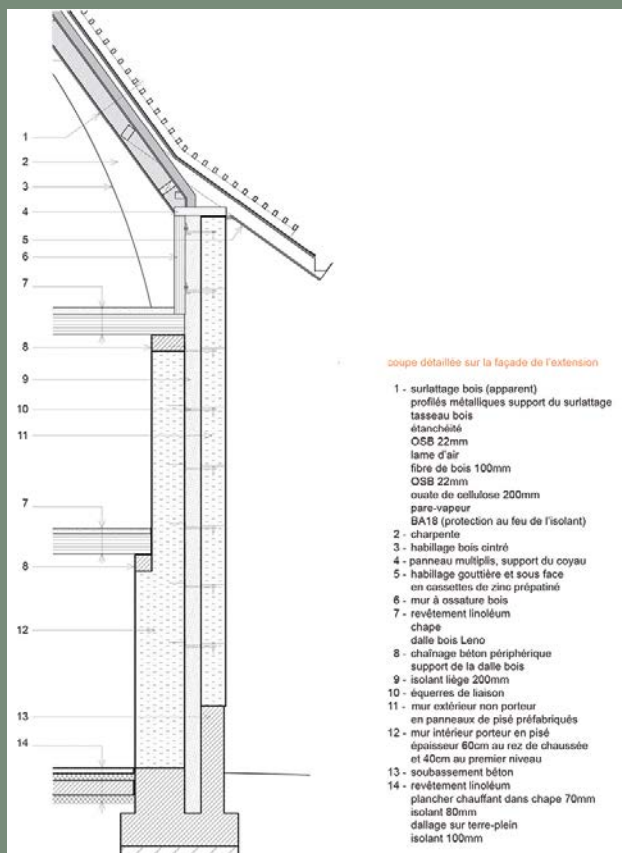 1
2
3
4
5
6
7
8
9
10
11
7
8
12
13
14
coupe détaillée sur la façade de l'extension
1 - surlattage bois (apparent)
profilés métalliques support du surlattage
tasseau bois
étanchéité
OSB 22mm
lame d'air
fibre de bois 100mm
OSB 22mm
ouate de cellulose 200mm
pare-vapeur
BA18 (protection au feu de l'isolant)
2 - charpente
3 - habillage bois cintré
4 - panneau multiplis, support du coyau
5 - habillage gouttière et sous face
en cassettes de zinc prépatiné
6 - mur à ossature bois
7 - revêtement linoléum
chape
dalle bois Leno
8 - chaînage béton périphérique
support de la dalle bois
9 - isolant liège 200mm
10 - équerres de liaison
11 - mur extérieur non porteur
en panneaux de pisé préfabriqués
12 - mur intérieur porteur en pisé
épaisseur 60cm au rez de chaussée
et 40cm au premier niveau
13 - soubassement béton
14 - revêtement linoléum
plancher chauffant dans chape 70mm
isolant 80mm
dallage sur terre-plein
isolant 100mm